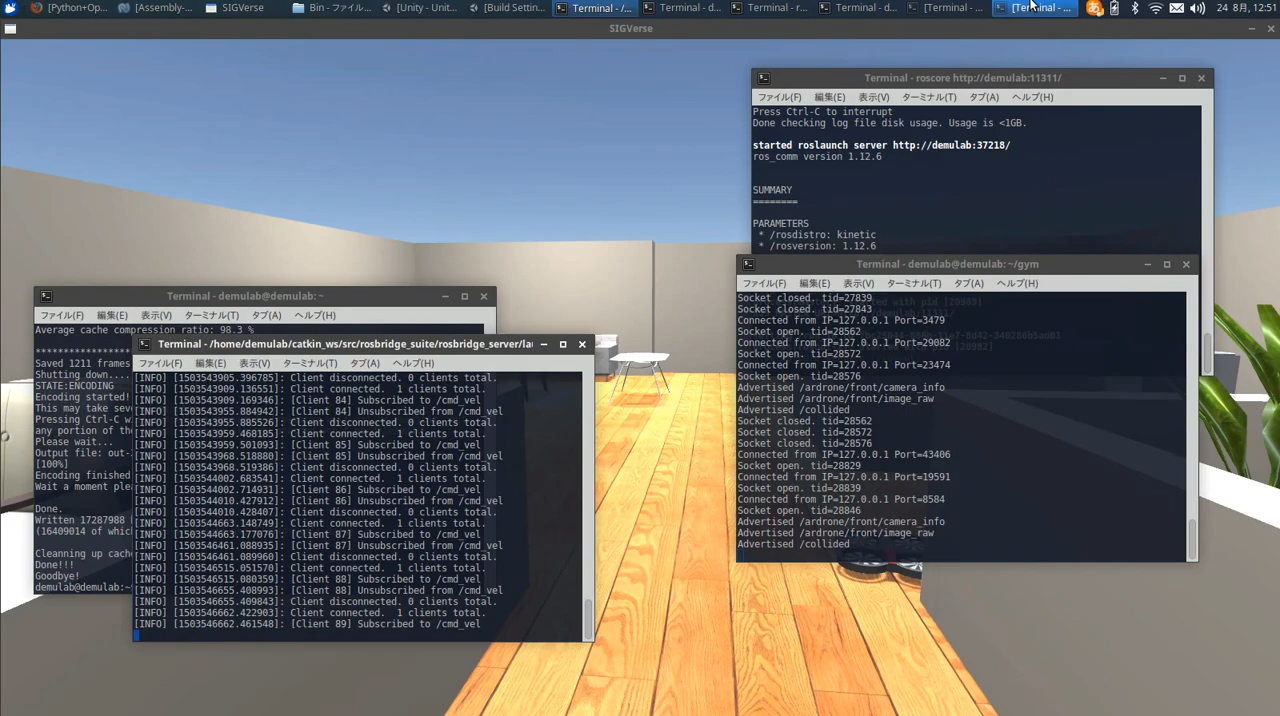 [Python+Op...
[Assembly-...
SIGVerse
Bin - ファイル...
[Unity - Unit...
[Build Settin...
Terminal - /...
Terminal - d...
Terminal - r...
Terminal - d...
[Terminal - ...
[Terminal - ...
あ
24 8月, 12:51
SIGVerse
Terminal - roscore http://demulab:11311/
ファイル(F) 編集(E) 表示(V) ターミナル(T) タブ(A) ヘルプ(H)
Press Ctrl-C to interrupt
Done checking log file disk usage. Usage is <1GB.
started roslaunch server http://demulab:37218/
ros_comm version 1.12.6
SUMMARY
========
PARAMETERS
* /rosdistro: kinetic
* /rosversion: 1.12.6
Terminal - demulab@demulab: ~/gym
ファイル(F) 編集(E) 表示(V) ターミナル(T) タブ(A) ヘルプ(H)
Socket closed. tid=27839
Socket closed. tid=27843
Connected from IP=127.0.0.1 Port=3479
Socket open. tid=28562
Connected from IP=127.0.0.1 Port=29082
Socket open. tid=28572
Connected from IP=127.0.0.1 Port=23474
Socket open. tid=28576
Advertised /ardrone/front/camera_info
Advertised /ardrone/front/image_raw
Advertised /collided
Socket closed. tid=28562
Socket closed. tid=28572
Socket closed. tid=28576
Connected from IP=127.0.0.1 Port=43406
Socket open. tid=28829
Connected from IP=127.0.0.1 Port=19591
Socket open. tid=28839
Connected from IP=127.0.0.1 Port=8584
Socket open. tid=28846
Advertised /ardrone/front/camera_info
Advertised /ardrone/front/image_raw
Advertised /collided
Terminal - demulab@demulab: ~
ファイル(F) 編集(E) 表示(V) ターミナル(T) タブ(A) ヘルプ(H)
Average cache compression ratio: 98.3 %
Saved 1211 frames
Shutting down....
STATE:ENCODING
Encoding started!
This may take seve
Pressing Ctrl-C wi
any portion of the
Please wait...
Output file: out-
[100%]
Encoding finished
Wait a moment ple
Done.
Written 17287988
(16409014 of which
Cleanning up cache
Done!!!
Goodbye!
demulab@demulab:~
Terminal - /home/demulab/catkin_ws/src/rosbridge_suite/rosbridge_server/lau
ファイル(F) 編集(E) 表示(V) ターミナル(T) タブ(A) ヘルプ(H)
[INFO] [1503543905.396785]: Client disconnected. 0 clients total.
[INFO] [1503543909.136551]: Client connected.  1 clients total.
[INFO] [1503543909.169346]: [Client 84] Subscribed to /cmd_vel
[INFO] [1503543955.884942]: [Client 84] Unsubscribed from /cmd_vel
[INFO] [1503543955.885526]: Client disconnected. 0 clients total.
[INFO] [1503543959.468185]: Client connected.  1 clients total.
[INFO] [1503543959.501093]: [Client 85] Subscribed to /cmd_vel
[INFO] [1503543968.518880]: [Client 85] Unsubscribed from /cmd_vel
[INFO] [1503543968.519386]: Client disconnected. 0 clients total.
[INFO] [1503544002.683541]: Client connected.  1 clients total.
[INFO] [1503544002.714931]: [Client 86] Subscribed to /cmd_vel
[INFO] [1503544010.427912]: [Client 86] Unsubscribed from /cmd_vel
[INFO] [1503544010.428407]: Client disconnected. 0 clients total.
[INFO] [1503544663.148749]: Client connected.  1 clients total.
[INFO] [1503544663.177076]: [Client 87] Subscribed to /cmd_vel
[INFO] [1503546461.088935]: [Client 87] Unsubscribed from /cmd_vel
[INFO] [1503546461.089960]: Client disconnected. 0 clients total.
[INFO] [1503546515.051570]: Client connected.  1 clients total.
[INFO] [1503546515.080359]: [Client 88] Subscribed to /cmd_vel
[INFO] [1503546655.408993]: [Client 88] Unsubscribed from /cmd_vel
[INFO] [1503546655.409843]: Client disconnected. 0 clients total.
[INFO] [1503546662.422903]: Client connected.  1 clients total.
[INFO] [1503546662.461548]: [Client 89] Subscribed to /cmd_vel